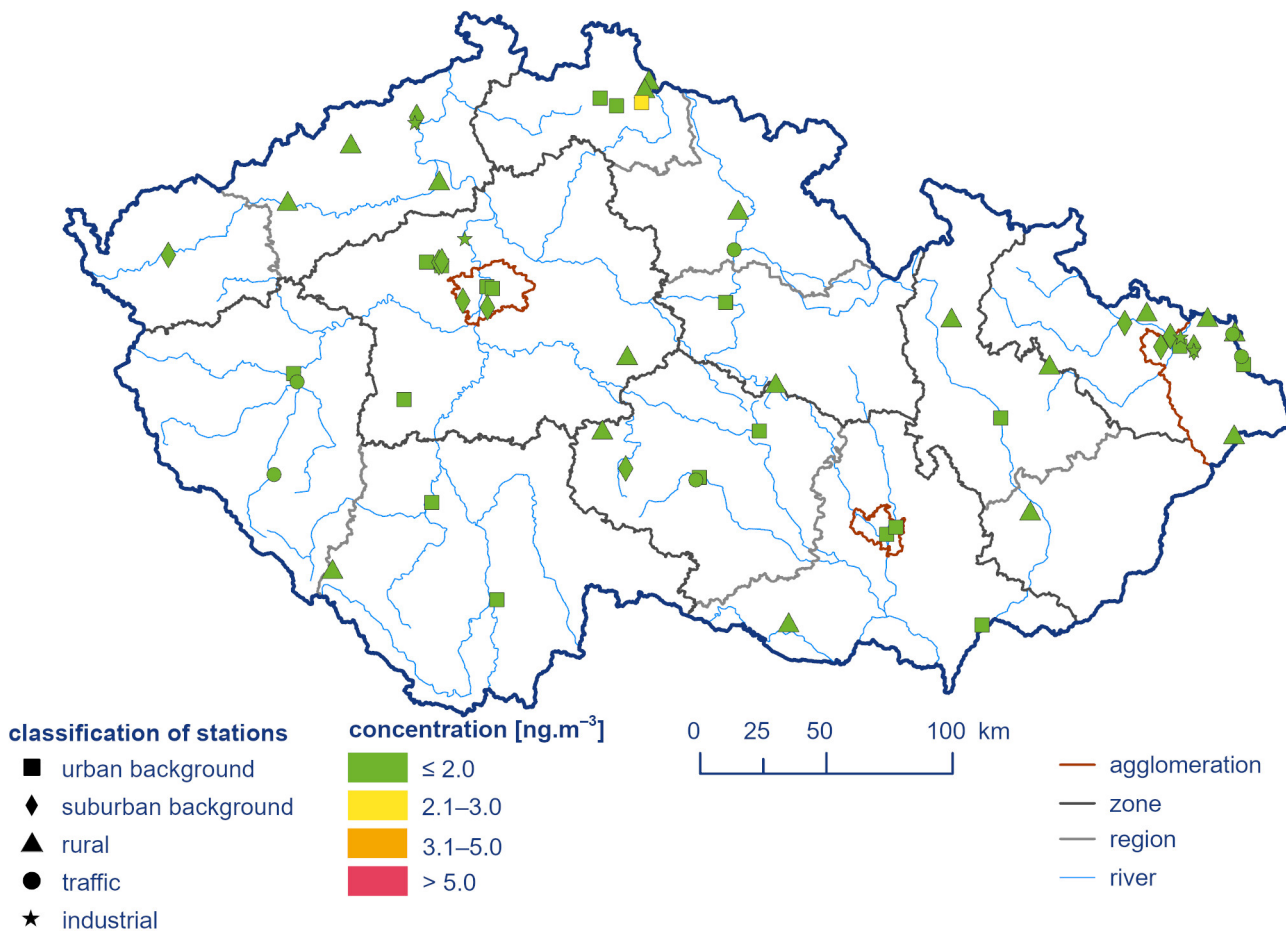 classification of stations
urban background
suburban background
rural
traffic
industrial
concentration [ng.m⁻³]
≤ 2.0
2.1–3.0
3.1–5.0
> 5.0
0 25 50 100 km
agglomeration
zone
region
river